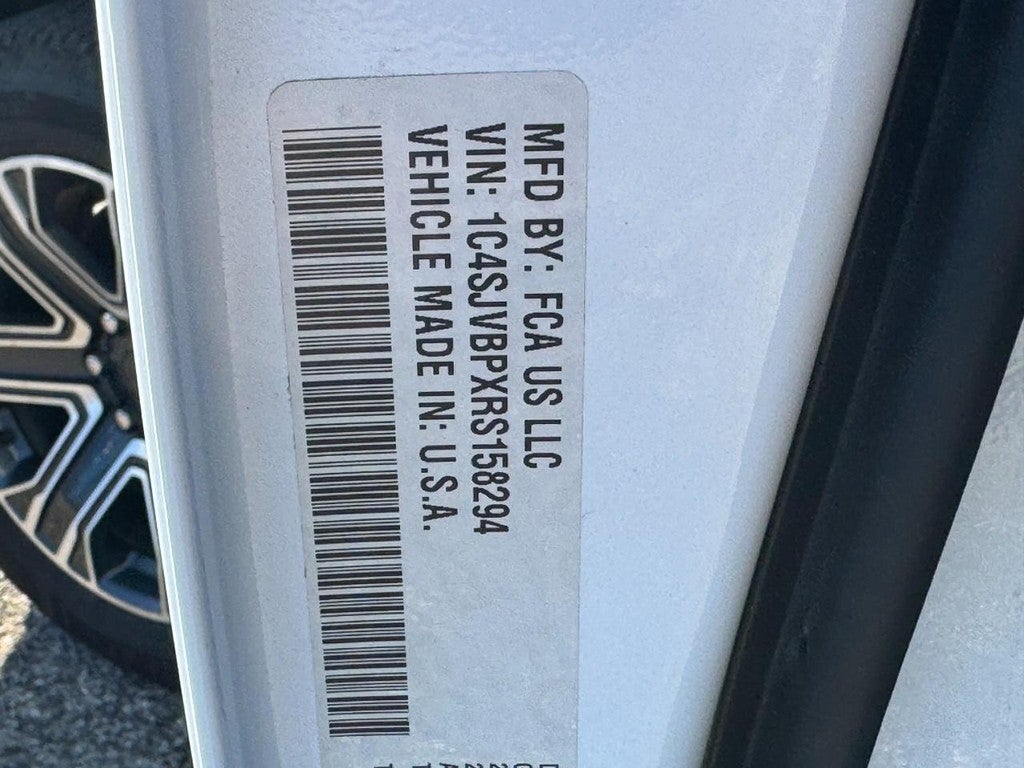 MFD BY: FCA US LLC
VIN: 1C4SJVBPXRS158294
VEHICLE MADE IN: U.S.A.